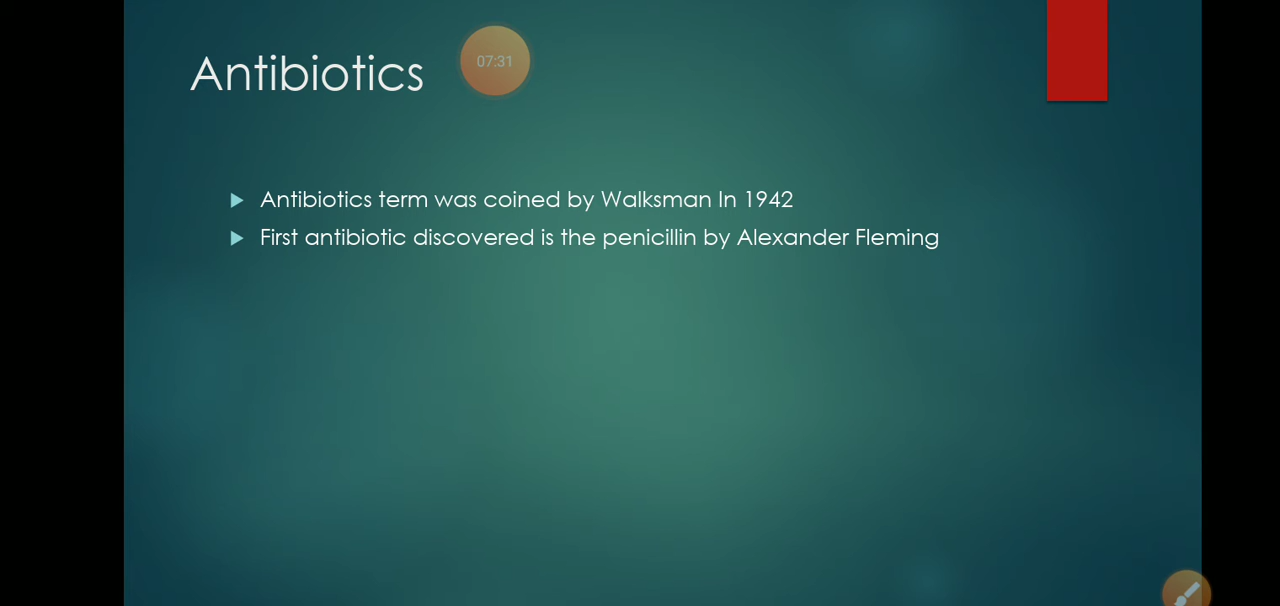 Antibiotics
07:31
Antibiotics term was coined by Walksman In 1942
First antibiotic discovered is the penicillin by Alexander Fleming